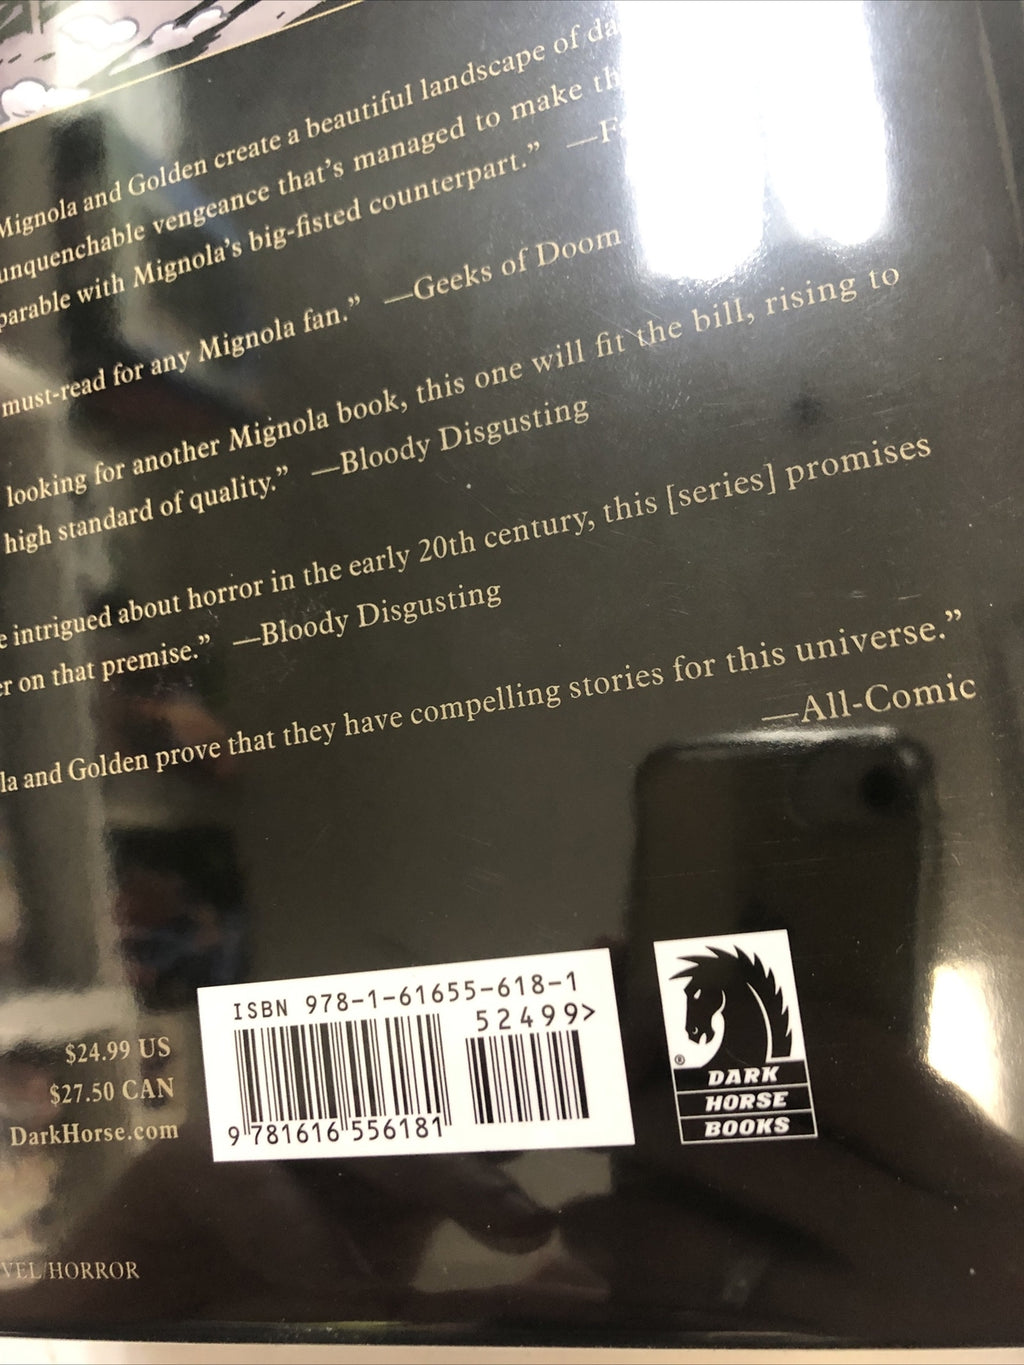 Mignola and Golden create a beautiful landscape of
unquenchable vengeance that's managed to make
parable with Mignola's big-fisted counterpart.” —F
must-read for any Mignola fan.” —Geeks of Doom
looking for another Mignola book, this one will fit the bill, rising to
high standard of quality.” —Bloody Disgusting
intrigued about horror in the early 20th century, this [series] promises
on that premise.” —Bloody Disgusting
la and Golden prove that they have compelling stories for this universe.”
—All-Comic
ISBN 978-1-61655-618-1
52499>
9 781616 556181
$24.99 US
$27.50 CAN
DarkHorse.com
®
DARK
HORSE
BOOKS
VEL/HORROR